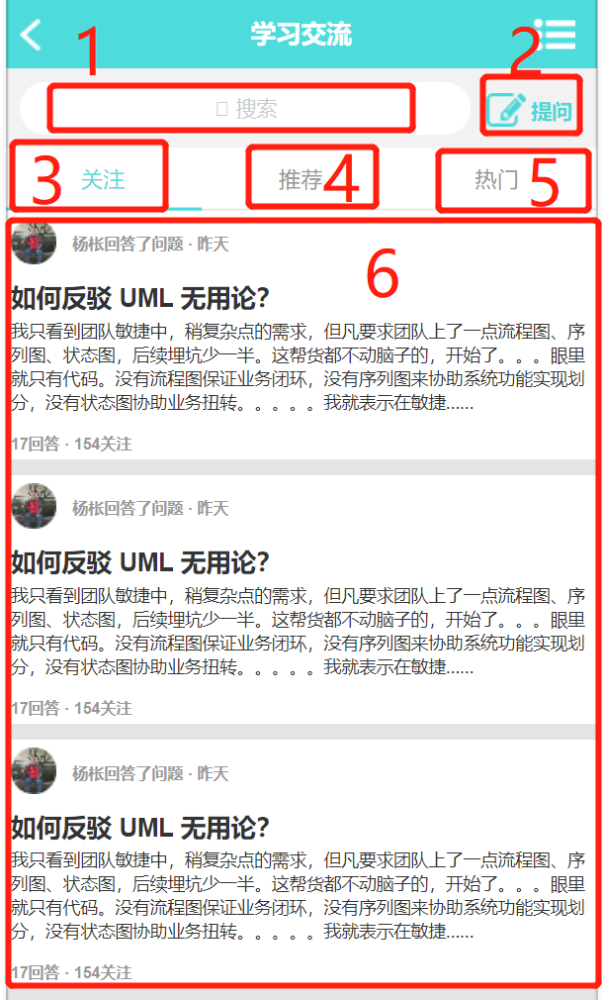 学习交流
1
2
搜索
提问
3
关注
推荐
4
热门
5
6
杨枨回答了问题 · 昨天
如何反驳 UML 无用论？
我只看到团队敏捷中，稍复杂点的需求，但凡要求团队上了一点流程图、序
列图、状态图，后续埋坑少一半。这帮货都不动脑子的，开始了。。。眼里
就只有代码。没有流程图保证业务闭环，没有序列图来协助系统功能实现划
分，没有状态图协助业务扭转。。。。。我就表示在敏捷......
17回答 · 154关注
杨枨回答了问题 · 昨天
如何反驳 UML 无用论？
我只看到团队敏捷中，稍复杂点的需求，但凡要求团队上了一点流程图、序
列图、状态图，后续埋坑少一半。这帮货都不动脑子的，开始了。。。眼里
就只有代码。没有流程图保证业务闭环，没有序列图来协助系统功能实现划
分，没有状态图协助业务扭转。。。。。我就表示在敏捷......
17回答 · 154关注
杨枨回答了问题 · 昨天
如何反驳 UML 无用论？
我只看到团队敏捷中，稍复杂点的需求，但凡要求团队上了一点流程图、序
列图、状态图，后续埋坑少一半。这帮货都不动脑子的，开始了。。。眼里
就只有代码。没有流程图保证业务闭环，没有序列图来协助系统功能实现划
分，没有状态图协助业务扭转。。。。。我就表示在敏捷......
17回答 · 154关注